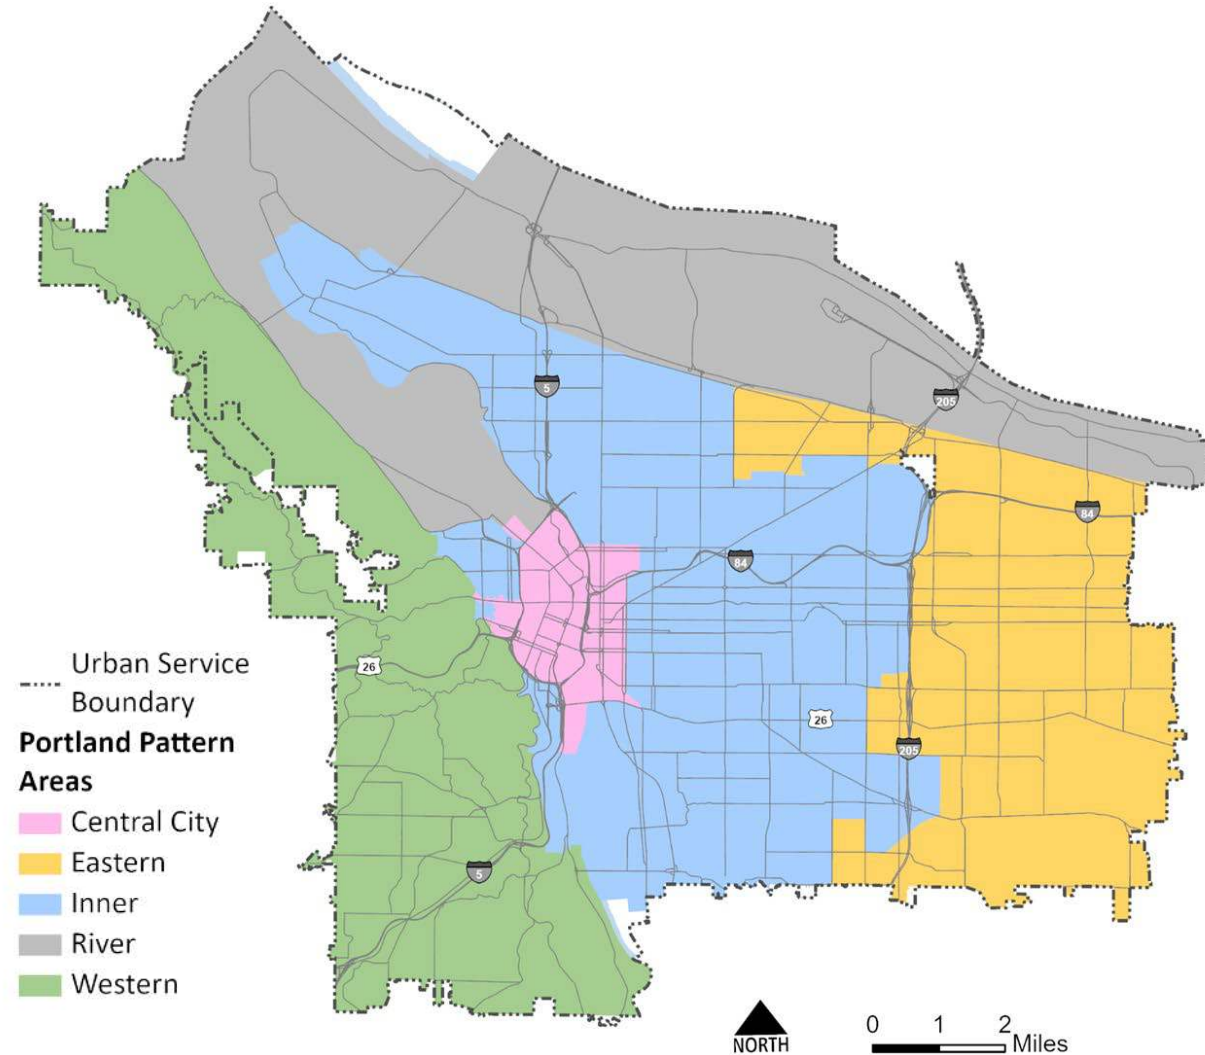 5
205
84
84
26
26
205
5
Urban Service
Boundary
Portland Pattern
Areas
Central City
Eastern
Inner
River
Western
NORTH
0 1 2
Miles